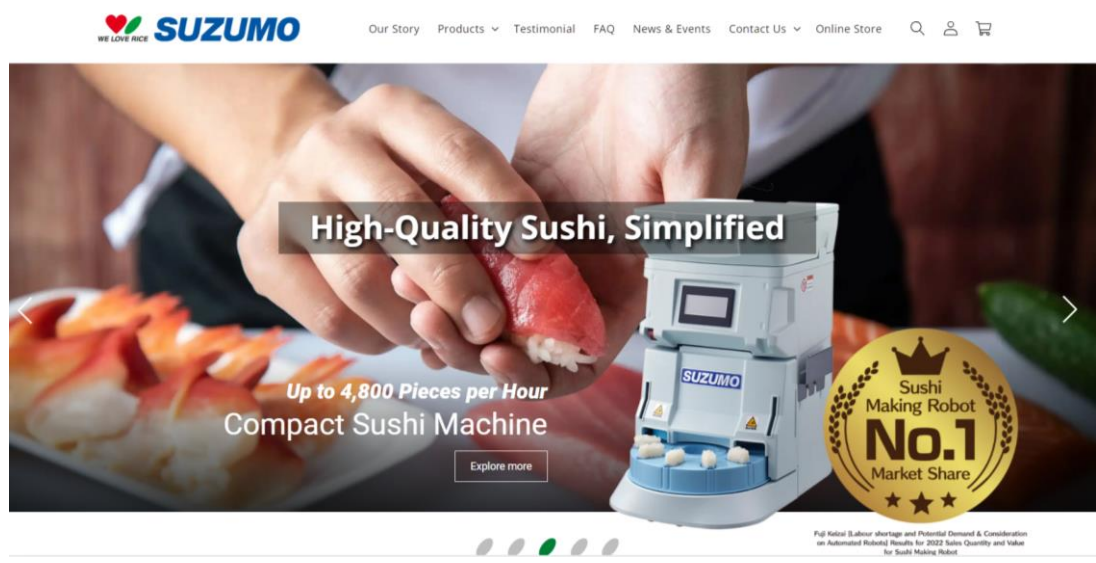 WE LOVE RICE SUZUMO
Our Story Products Testimonial FAQ News & Events Contact Us Online Store
High-Quality Sushi, Simplified
Up to 4,800 Pieces per Hour
Compact Sushi Machine
Explore more
SUZUMO
Sushi
Making Robot
No.1
Market Share
Fuji Keizai [Labour shortage and Potential Demand & Consideration
on Automated Robots] Results for 2022 Sales Quantity and Value
for Sushi Making Robot